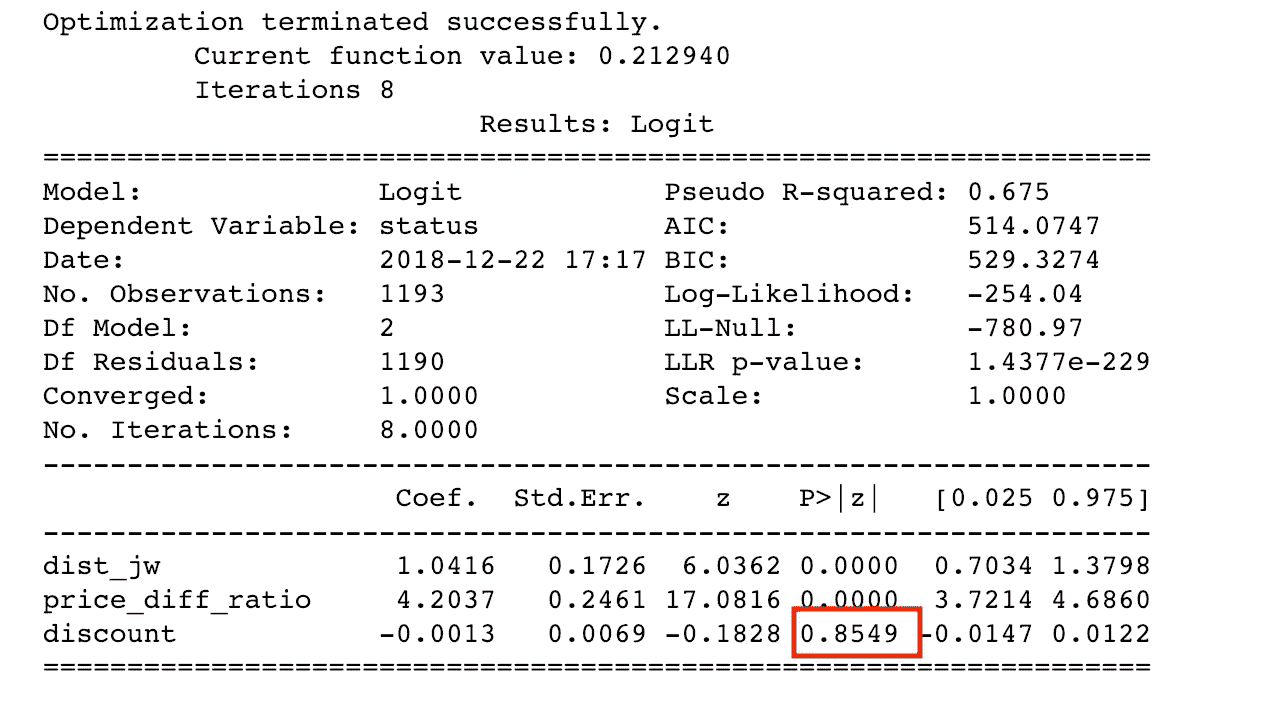 Optimization terminated successfully.
Current function value: 0.212940
Iterations 8
Results: Logit
==================================================================
Model: Logit Pseudo R-squared: 0.675
Dependent Variable: status AIC: 514.0747
Date: 2018-12-22 17:17 BIC: 529.3274
No. Observations: 1193 Log-Likelihood: -254.04
Df Model: 2 LL-Null: -780.97
Df Residuals: 1190 LLR p-value: 1.4377e-229
Converged: 1.0000 Scale: 1.0000
No. Iterations: 8.0000
------------------------------------------------------------------
Coef. Std.Err. z P>|z| [0.025 0.975]
------------------------------------------------------------------
dist_jw 1.0416 0.1726 6.0362 0.0000 0.7034 1.3798
price_diff_ratio 4.2037 0.2461 17.0816 0.0000 3.7214 4.6860
discount -0.0013 0.0069 -0.1828 0.8549 -0.0147 0.0122
==================================================================